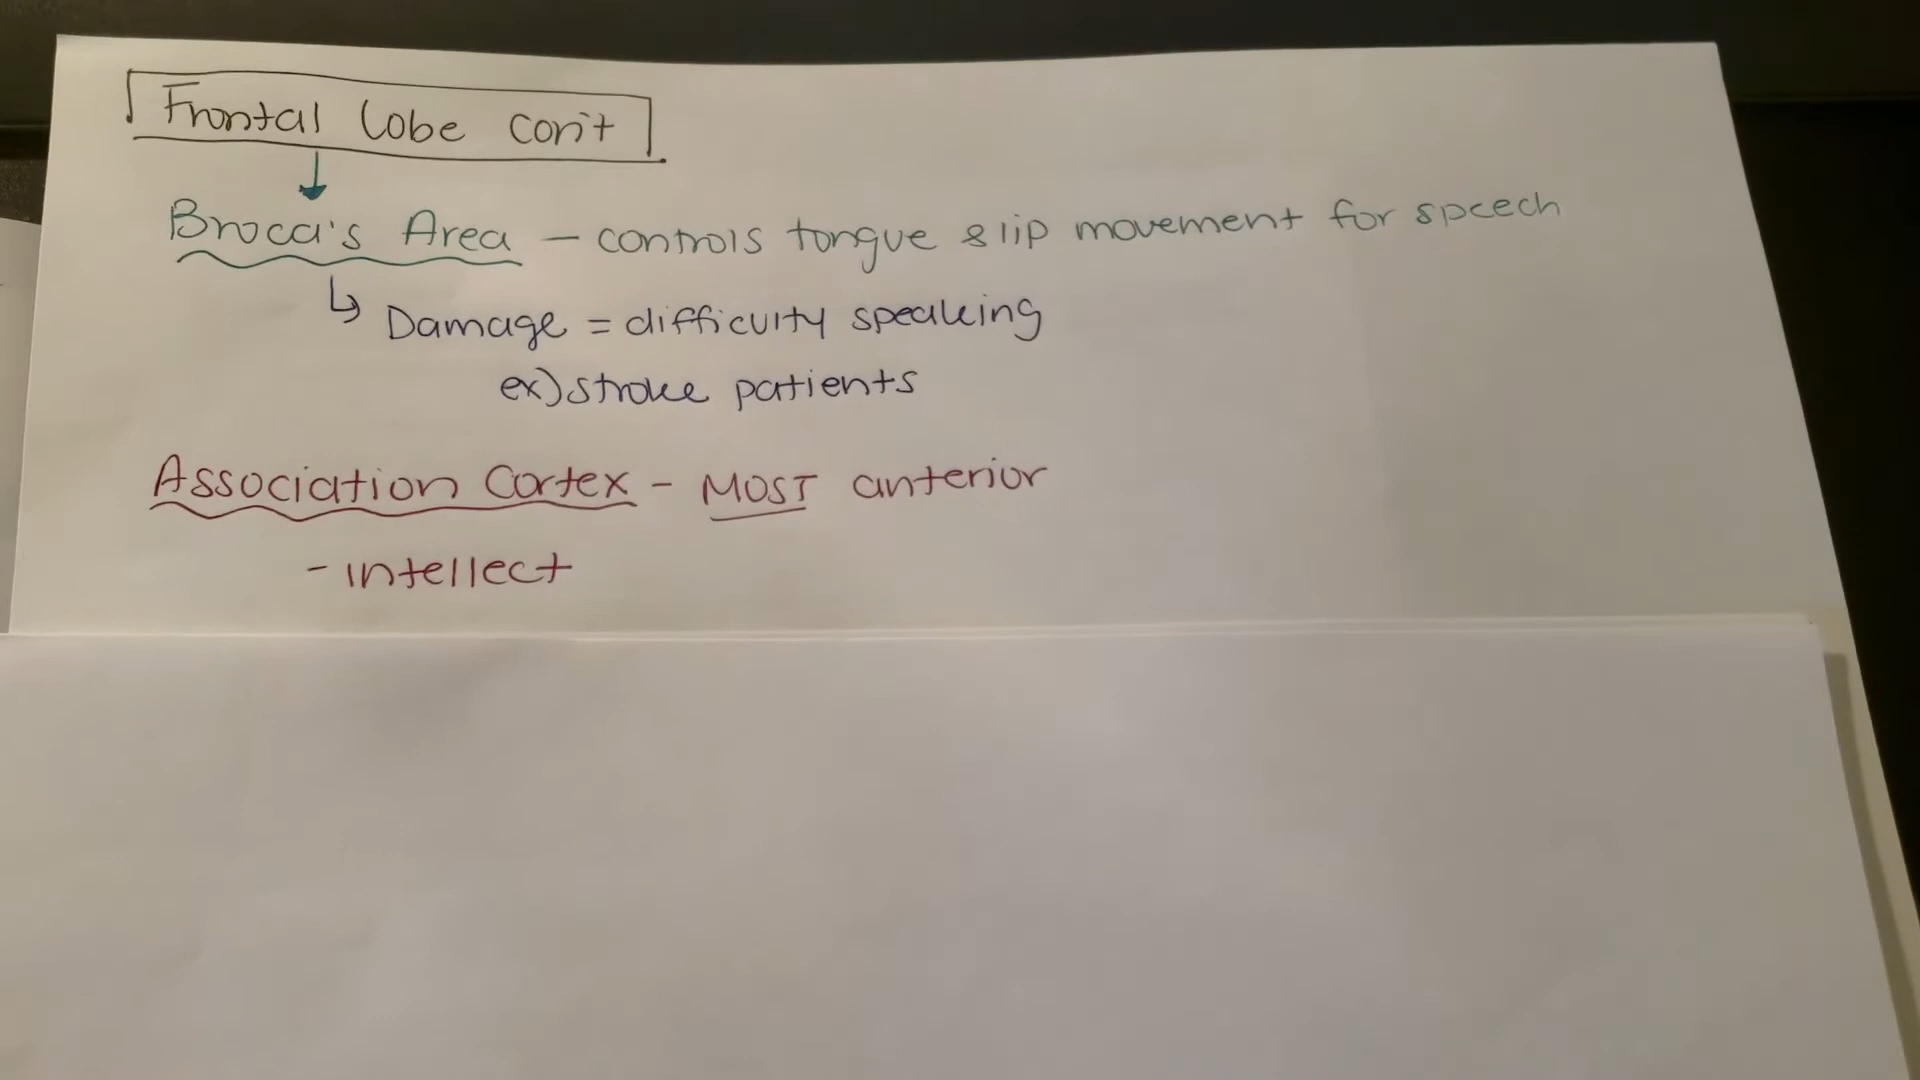 Frontal lobe con't
Broca's Area - controls tongue & lip movement for speech
↳ Damage = difficulty speaking
ex) stroke patients
Association Cortex - MOST anterior
- intellect